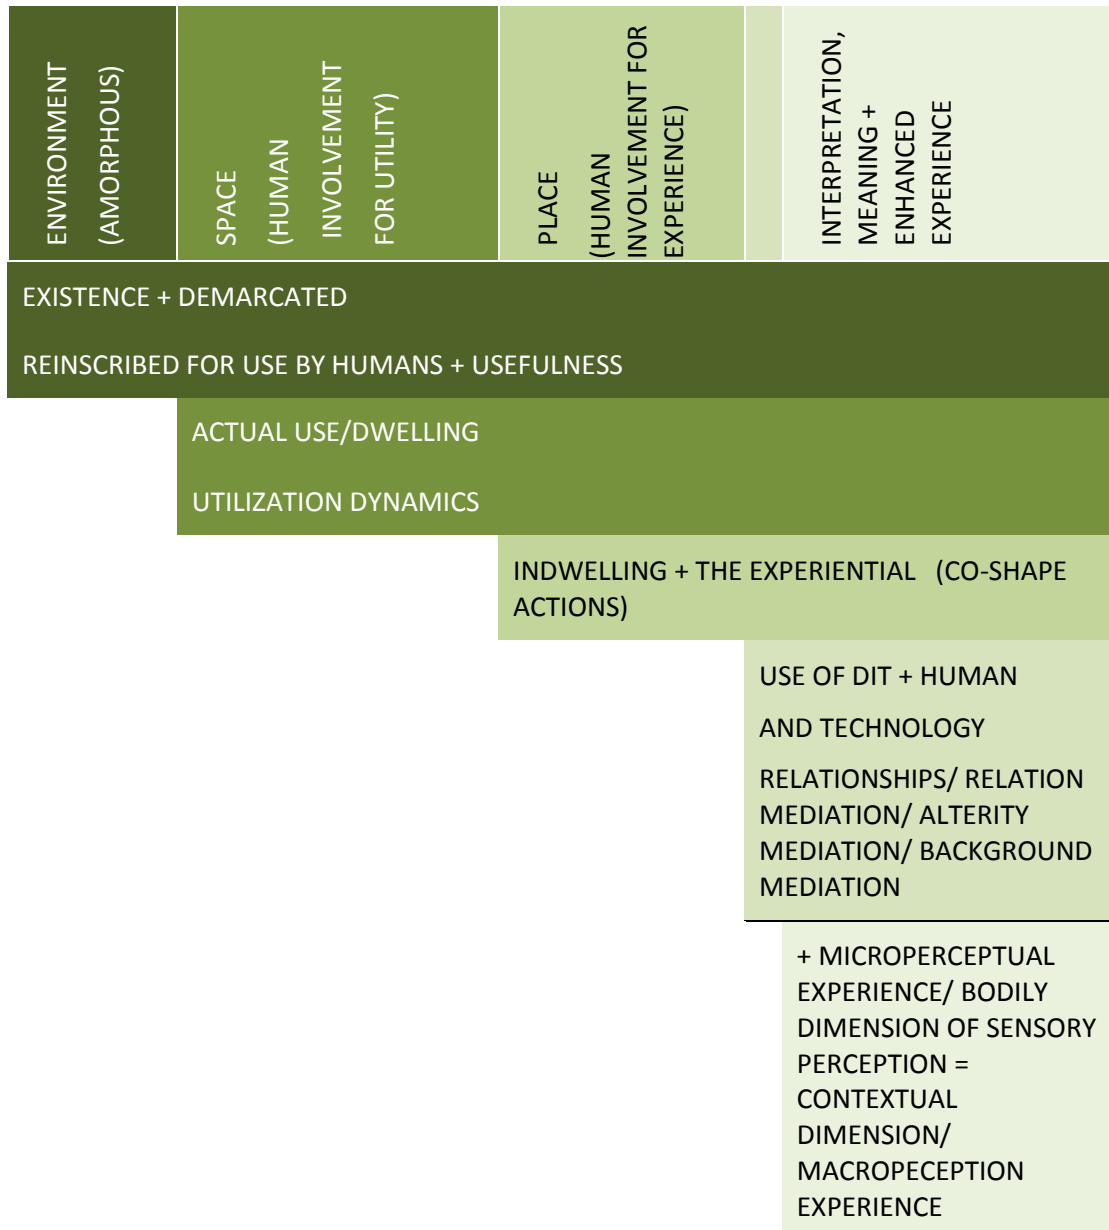 ENVIRONMENT
(AMORPHOUS)
SPACE
(HUMAN
INVOLVEMENT
FOR UTILITY)
PLACE
(HUMAN
INVOLVEMENT FOR
EXPERIENCE)
INTERPRETATION,
MEANING +
ENHANCED
EXPERIENCE
EXISTENCE + DEMARCATED
REINSCRIBED FOR USE BY HUMANS + USEFULNESS
ACTUAL USE/DWELLING
UTILIZATION DYNAMICS
INDWELLING + THE EXPERIENTIAL (CO-SHAPE
ACTIONS)
USE OF DIT + HUMAN
AND TECHNOLOGY
RELATIONSHIPS/ RELATION
MEDIATION/ ALTERITY
MEDIATION/ BACKGROUND
MEDIATION
+ MICROPERCEPTUAL
EXPERIENCE/ BODILY
DIMENSION OF SENSORY
PERCEPTION =
CONTEXTUAL
DIMENSION/
MACROPECEPTION
EXPERIENCE